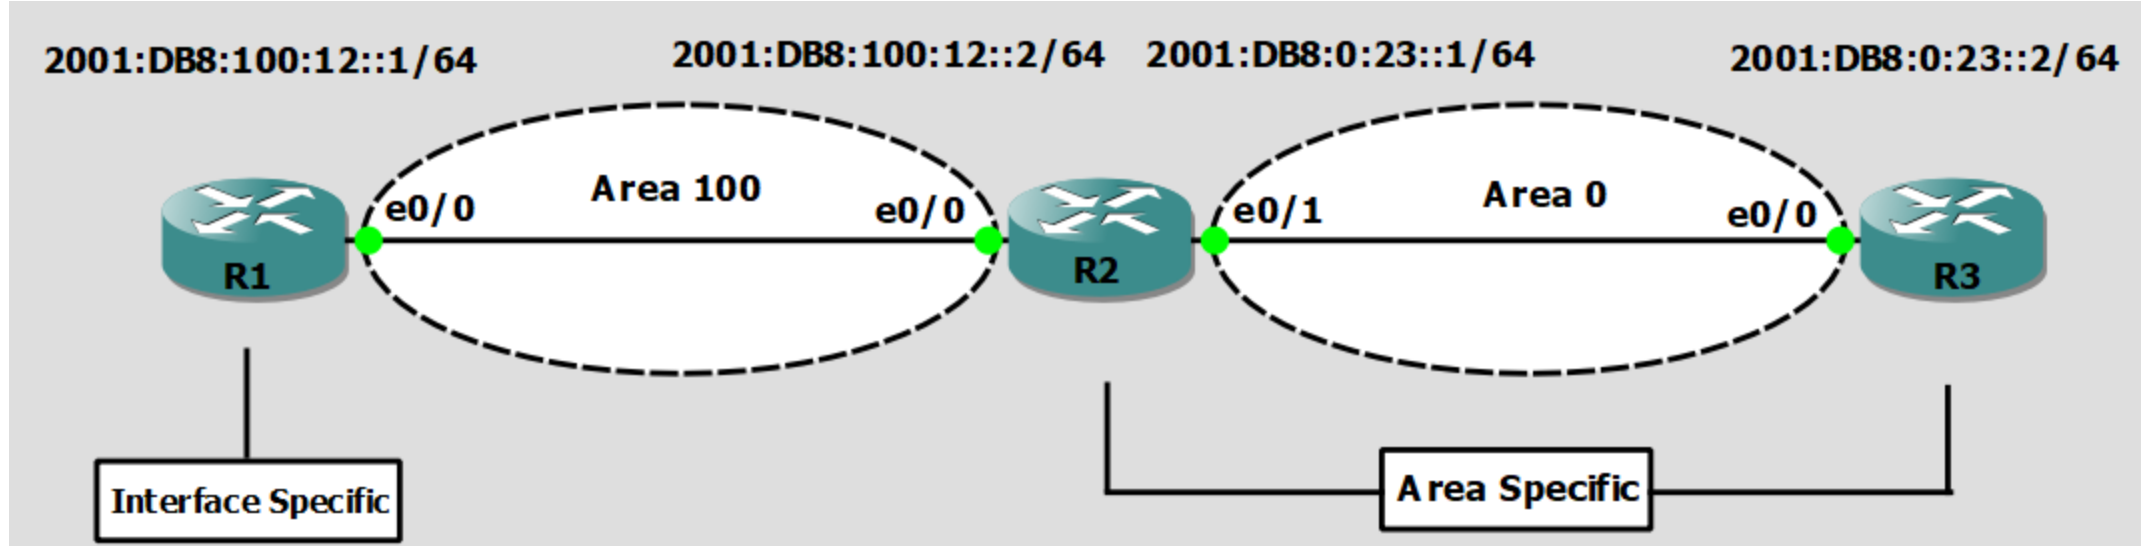 2001:DB8:100:12::1/64
2001:DB8:100:12::2/64
2001:DB8:0:23::1/64
2001:DB8:0:23::2/64
Area 100
Area 0
e0/0
e0/0
e0/1
e0/0
R1
R2
R3
Interface Specific
Area Specific